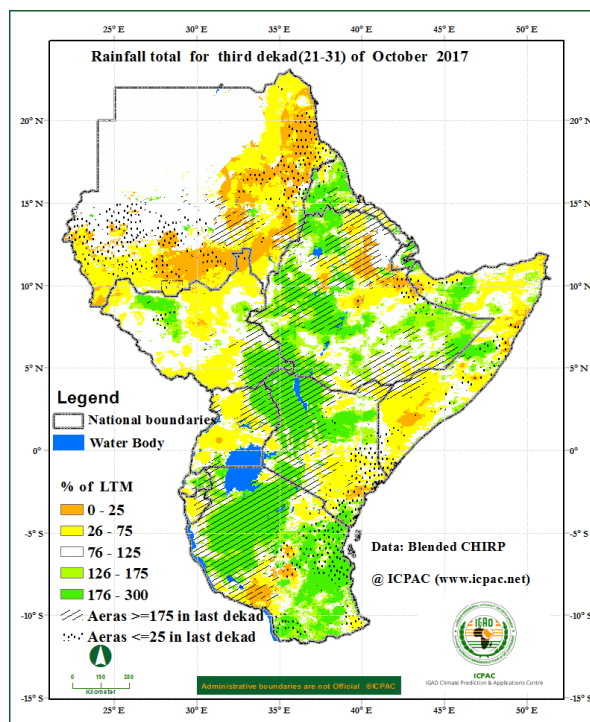 25° E 30° E 35° E 40° E 45° E 50° E
Rainfall total for third dekad(21-31) of October 2017
20° N 20° N
15° N 15° N
10° N 10° N
5° N 5° N
0° 0°
-5° S -5° S
-10° S -10° S
-15° S -15° S
Legend
National boundaries
Water Body
% of LTM
0 - 25
26 - 75
76 - 125
126 - 175
176 - 300
Aeras >=175 in last dekad
Aeras <=25 in last dekad
0 190 380
Kilometer
Data: Blended CHIRP
@ ICPAC (www.icpac.net)
IGAD
ICPAC
IGAD Climate Prediction & Applications Centre
Administrative boundaries are not Official ©ICPAC
25° E 30° E 35° E 40° E 45° E 50° E